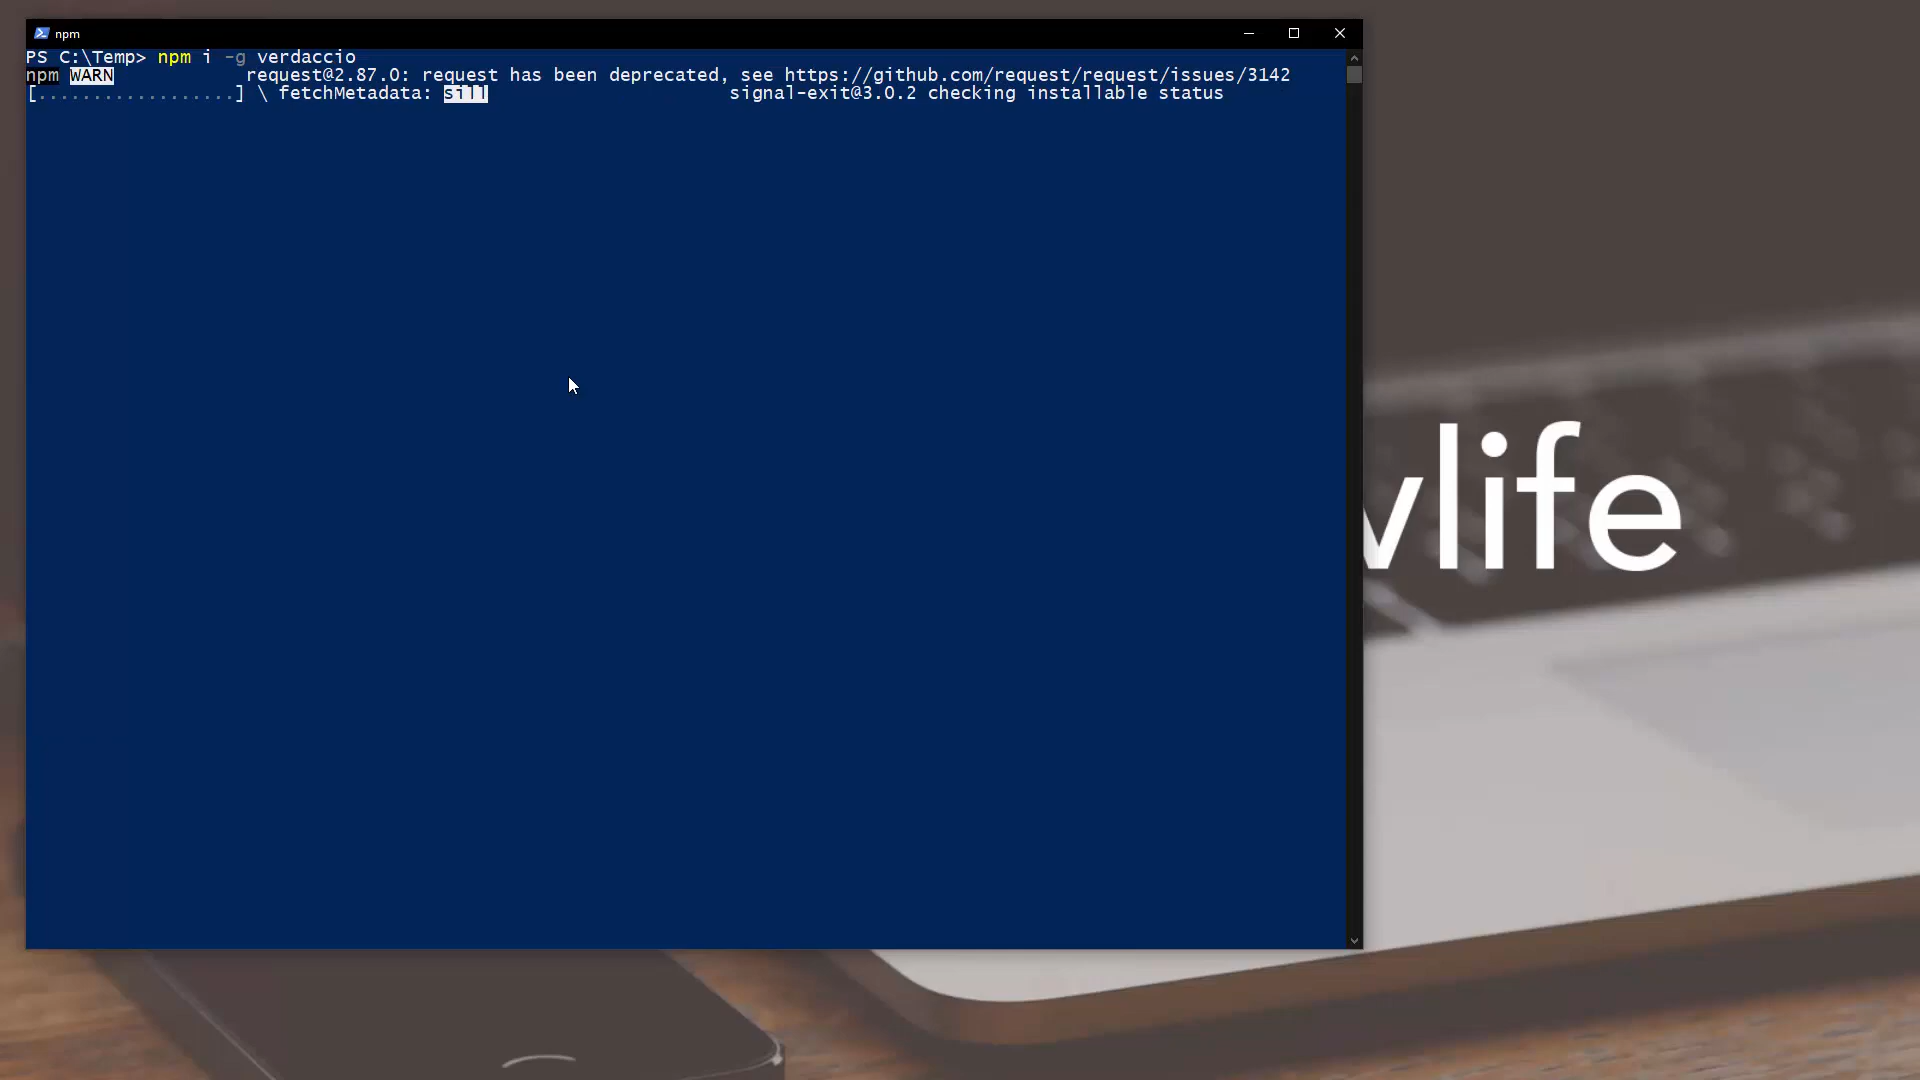 npm
PS C:\Temp> npm i -g verdaccio
npm WARN request@2.87.0: request has been deprecated, see https://github.com/request/request/issues/3142
[..................] \ fetchMetadata: sill signal-exit@3.0.2 checking installable status
vlife